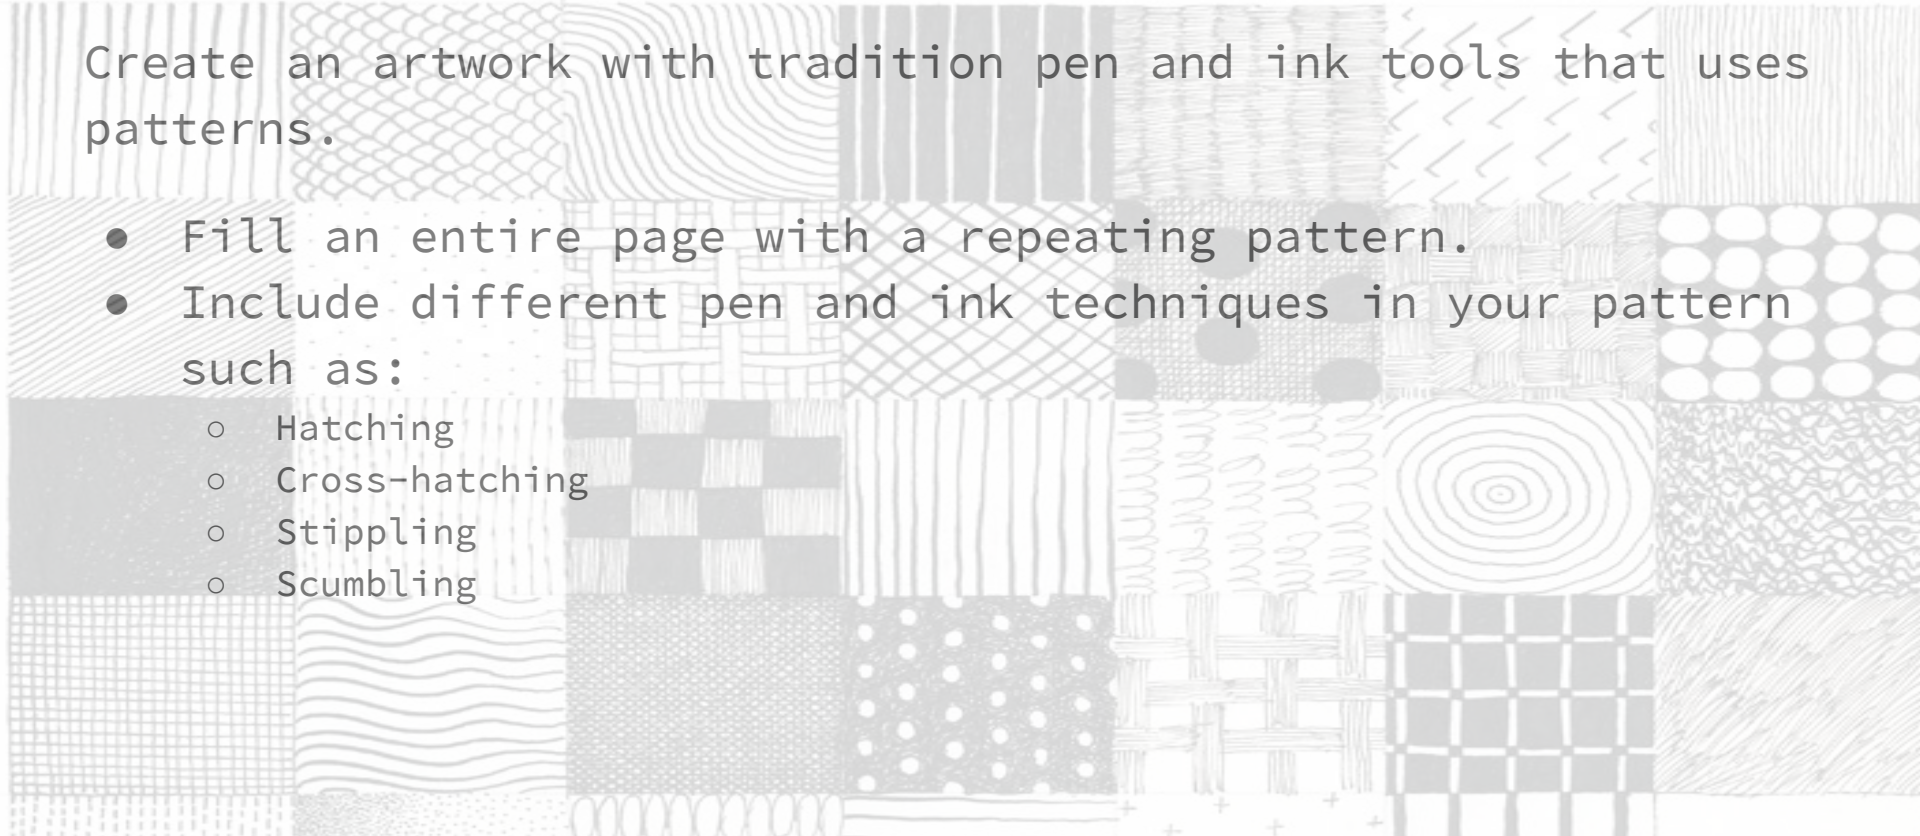 Create an artwork with tradition pen and ink tools that uses
patterns.
● Fill an entire page with a repeating pattern.
● Include different pen and ink techniques in your pattern
such as:
○ Hatching
○ Cross-hatching
○ Stippling
○ Scumbling